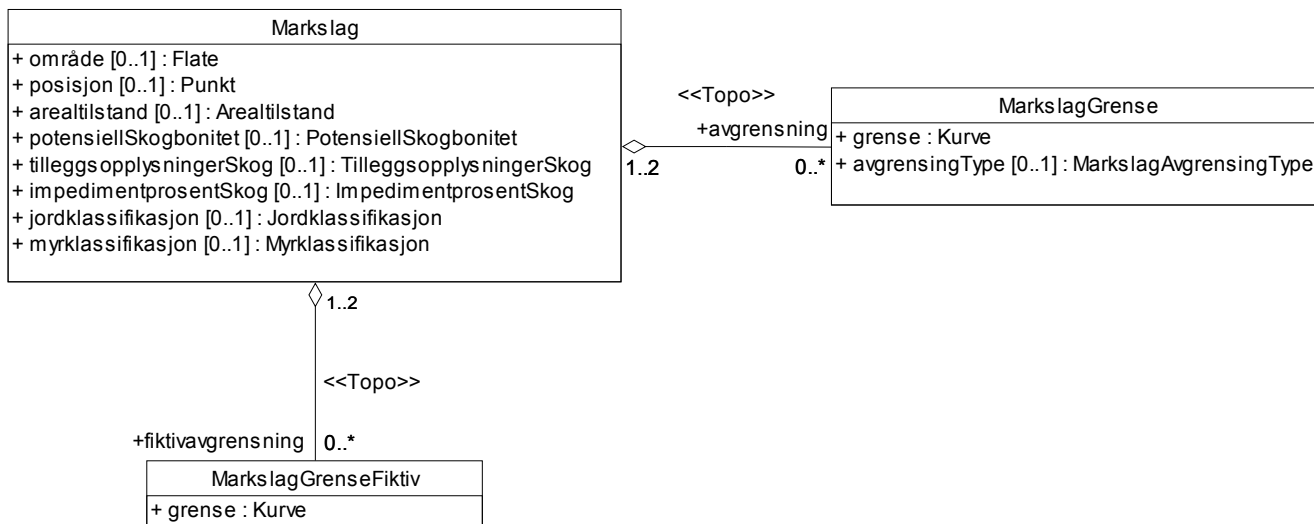 Markslag
+ område [0..1] : Flate
+ posisjon [0..1] : Punkt
+ arealtilstand [0..1] : Arealtilstand
+ potensiellSkogbonitet [0..1] : PotensiellSkogbonitet
+ tilleggsopplysningerSkog [0..1] : TilleggsopplysningerSkog
+ impedimentprosentSkog [0..1] : ImpedimentprosentSkog
+ jordklassifikasjon [0..1] : Jordklassifikasjon
+ myrklassifikasjon [0..1] : Myrklassifikasjon
<<Topo>>
+avgrensning
1..2
0..*
MarkslagGrense
+ grense : Kurve
+ avgrensingType [0..1] : MarkslagAvgrensingType
1..2
<<Topo>>
+fiktivavgrensning
0..*
MarkslagGrenseFiktiv
+ grense : Kurve